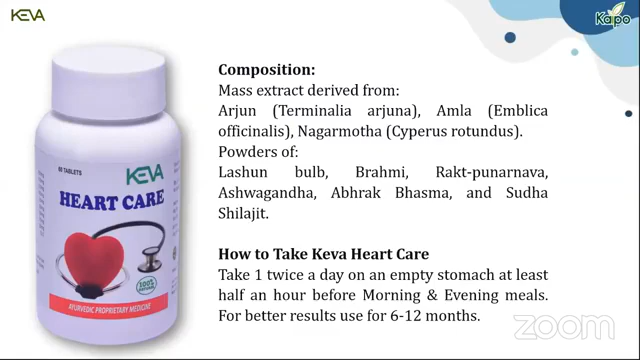 KEVA
Kaipo
Composition:
Mass extract derived from:
Arjun (Terminalia arjuna), Amla (Emblica
officinalis), Nagarmotha (Cyperus rotundus).
Powders of:
Lashun bulb, Brahmi, Rakt-punarnava,
Ashwagandha, Abhrak Bhasma, and Sudha
Shilajit.
How to Take Keva Heart Care
Take 1 twice a day on an empty stomach at least
half an hour before Morning & Evening meals.
For better results use for 6-12 months.
60 TABLETS
KEVA
HEART CARE
100%
AYURVEDIC PROPRIETARY MEDICINE
zoom